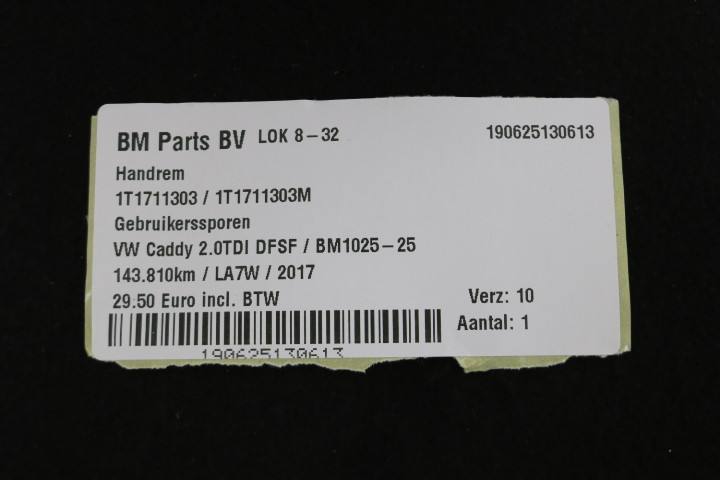 BM Parts BV LOK 8-32 190625130613
Handrem
1T1711303 / 1T1711303M
Gebruikerssporen
VW Caddy 2.0TDI DFSF / BM1025-25
143.810km / LA7W / 2017
29.50 Euro incl. BTW Verz: 10
Aantal: 1
190625130613